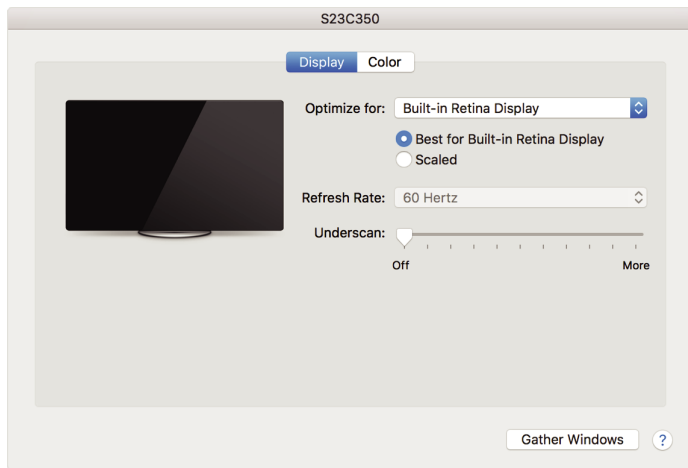 S23C350
Display Color
Optimize for: Built-in Retina Display
Best for Built-in Retina Display
Scaled
Refresh Rate: 60 Hertz
Underscan:
Off More
Gather Windows ?